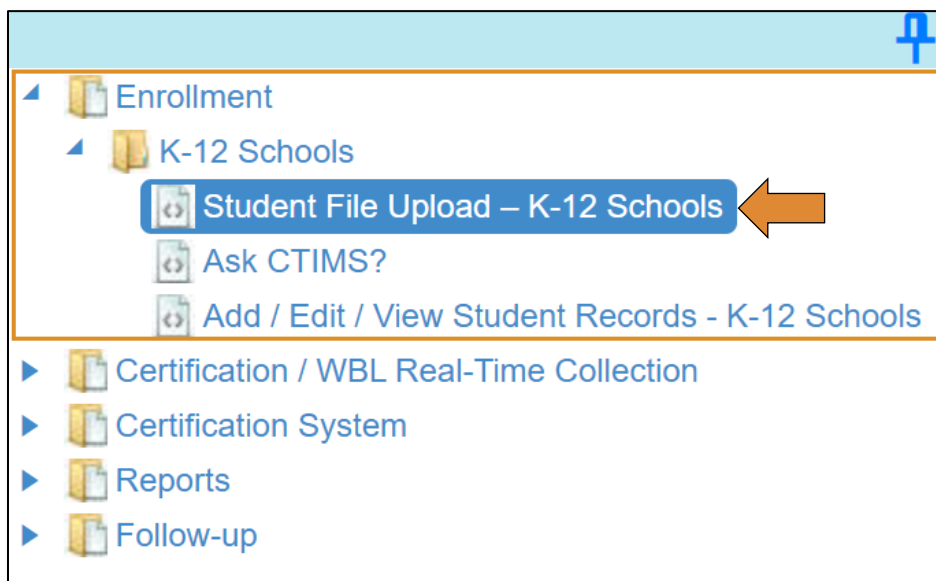 Enrollment
K-12 Schools
Student File Upload – K-12 Schools
Ask CTIMS?
Add / Edit / View Student Records - K-12 Schools
Certification / WBL Real-Time Collection
Certification System
Reports
Follow-up